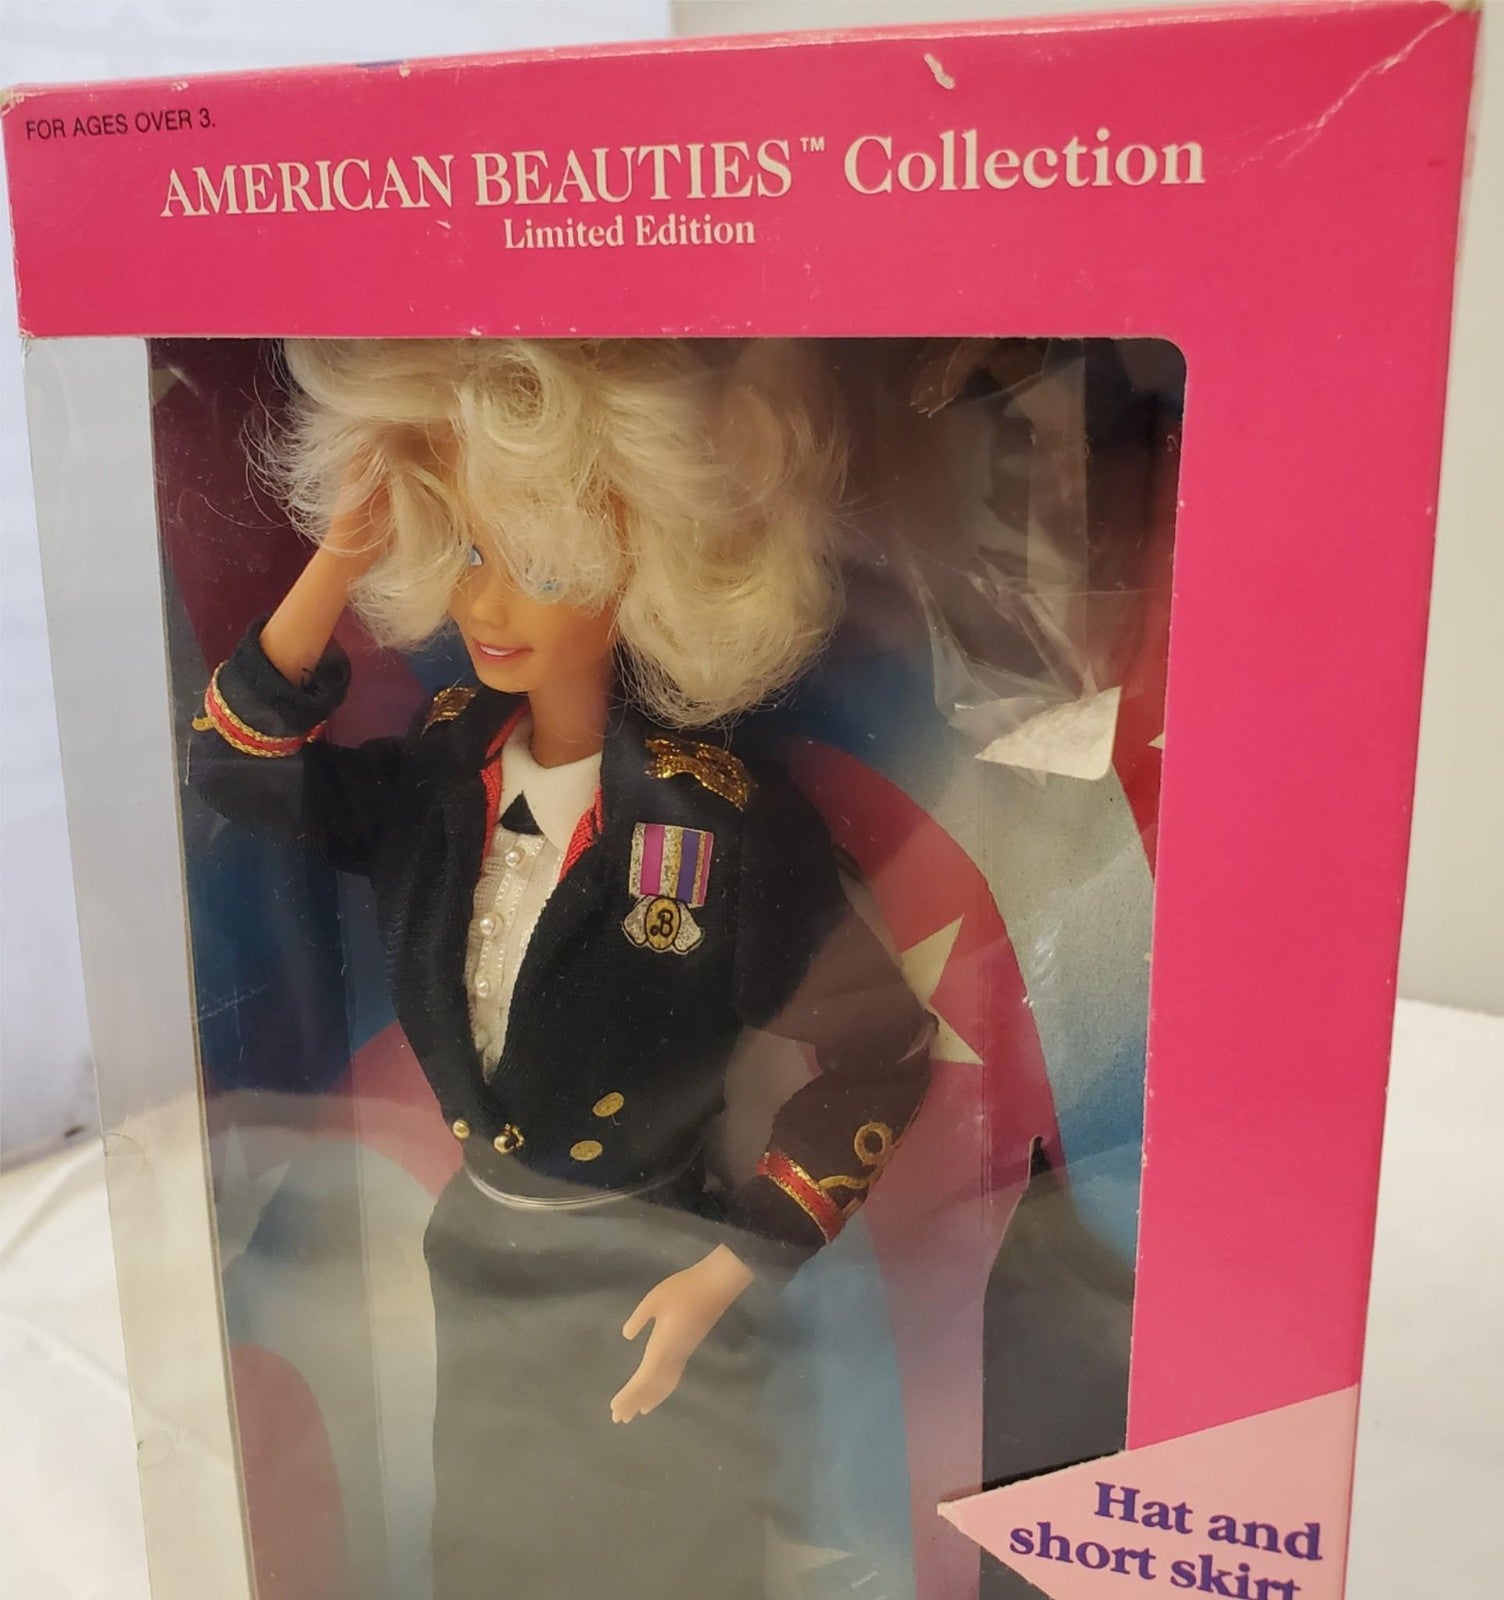 FOR AGES OVER 3.
AMERICAN BEAUTIES™ Collection
Limited Edition
B
Hat and
short skirt